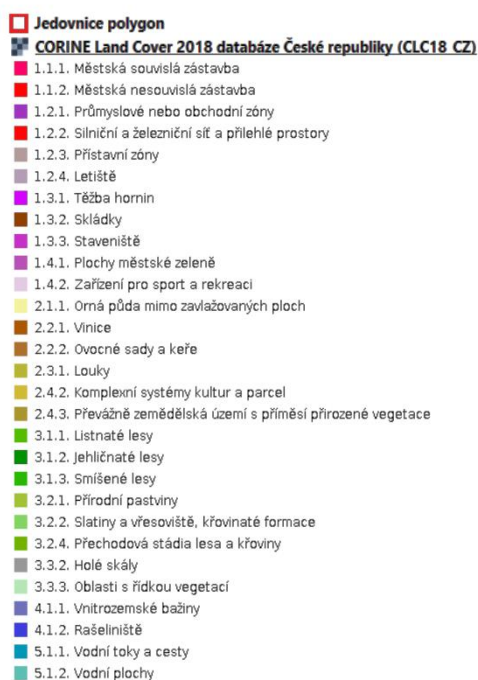 Jedovnice polygon
CORINE Land Cover 2018 databáze České republiky (CLC18_CZ)
1.1.1. Městská souvislá zástavba
1.1.2. Městská nesouvislá zástavba
1.2.1. Průmyslové nebo obchodní zóny
1.2.2. Silniční a železniční síť a přilehlé prostory
1.2.3. Přístavní zóny
1.2.4. Letiště
1.3.1. Těžba hornin
1.3.2. Skládky
1.3.3. Staveniště
1.4.1. Plochy městské zeleně
1.4.2. Zařízení pro sport a rekreaci
2.1.1. Orná půda mimo zavlažovaných ploch
2.2.1. Vinice
2.2.2. Ovocné sady a keře
2.3.1. Louky
2.4.2. Komplexní systémy kultur a parcel
2.4.3. Převážně zemědělská území s příměsí přirozené vegetace
3.1.1. Listnaté lesy
3.1.2. Jehličnaté lesy
3.1.3. Smíšené lesy
3.2.1. Přírodní pastviny
3.2.2. Slatiny a vřesoviště, křovinaté formace
3.2.4. Přechodová stádia lesa a křoviny
3.3.2. Holé skály
3.3.3. Oblasti s řídkou vegetací
4.1.1. Vnitrozemské bažiny
4.1.2. Rašeliniště
5.1.1. Vodní toky a cesty
5.1.2. Vodní plochy